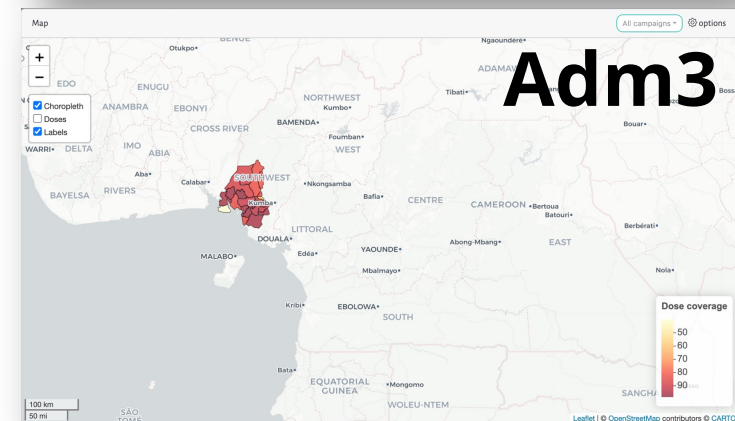 Map
All campaigns
options
BENUE
Otukpo
Ngaoundéré
Adm3
+
−
EDO
ENUGU
ANAMBRA
EBONYI
CROSS RIVER
Choropleth
Doses
Labels
WARRI
DELTA
IMO
ABIA
Aba
BAYELSA
RIVERS
Calabar
NORTHWEST
Kumbo
BAMENDA
Foumban
WEST
Tibati
Bouar
SOUTHWEST
Nkongsamba
Kumba
Bafia
CENTRE
CAMEROON
Bertoua
Batouri
LITTORAL
DOUALA
Edéa
YAOUNDE
Abong-Mbang
EAST
Berbérati
MALABO
Mbalmayo
Nola
Kribi
EBOLOWA
SOUTH
Bata
EQUATORIAL
GUINEA
Mongomo
WOLEU-NTEM
SANGHA
Dose coverage
50
60
70
80
90
100 km
50 mi
SÃO
Leaflet | © OpenStreetMap contributors © CARTO